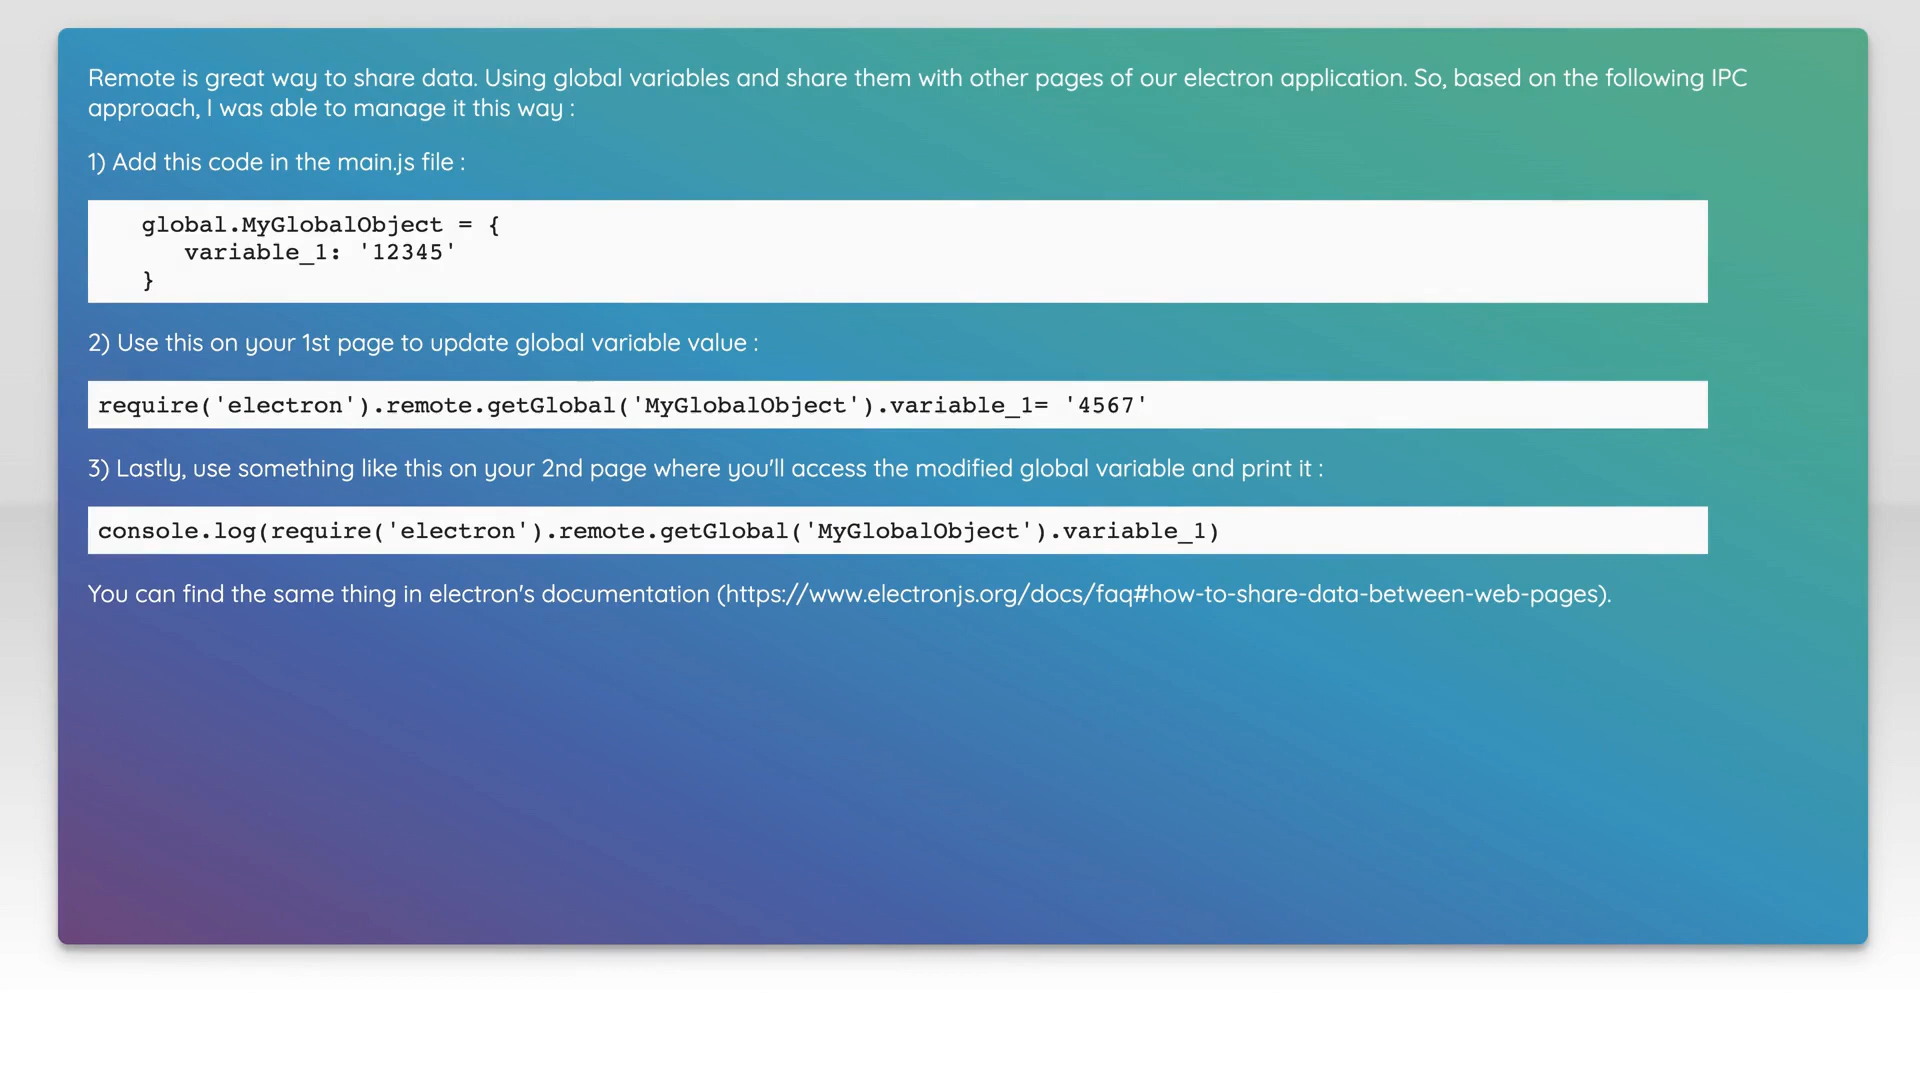 Remote is great way to share data. Using global variables and share them with other pages of our electron application. So, based on the following IPC
approach, I was able to manage it this way :
1) Add this code in the main.js file :
global.MyGlobalObject = {
variable_1: '12345'
}
2) Use this on your 1st page to update global variable value :
require('electron').remote.getGlobal('MyGlobalObject').variable_1= '4567'
3) Lastly, use something like this on your 2nd page where you'll access the modified global variable and print it :
console.log(require('electron').remote.getGlobal('MyGlobalObject').variable_1)
You can find the same thing in electron's documentation (https://www.electronjs.org/docs/faq#how-to-share-data-between-web-pages).